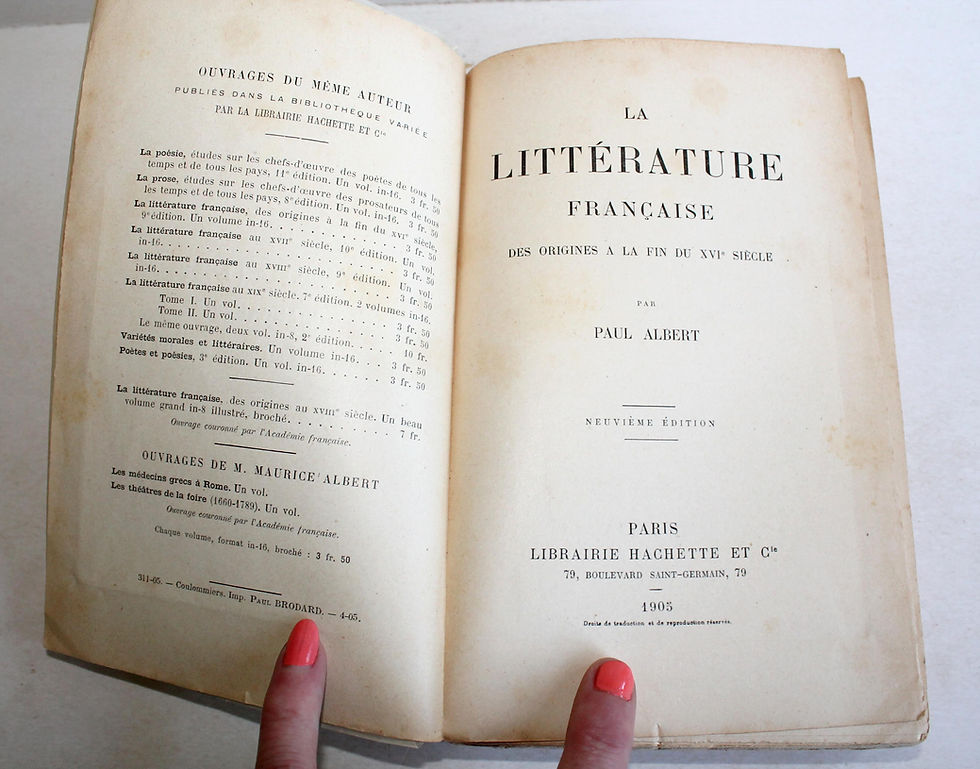 OUVRAGES DU MÊME AUTEUR
PUBLIÉS DANS LA BIBLIOTHÈQUE VARIÉE
PAR LA LIBRAIRIE HACHETTE ET Cie
La poésie, études sur les chefs-d'œuvre des poètes de tous les
temps et de tous les pays, 11e édition. Un vol. in-16. 3 fr. 50
La prose, études sur les chefs-d'œuvre des prosateurs de tous
les temps et de tous les pays, 8e édition. Un vol. in-16. 3 fr. 50
La littérature française, des origines à la fin du XVIe siècle,
9e édition. Un volume in-16. . . . . . . . . . 3 fr. 50
La littérature française au XVIIe siècle, 10e édition. Un vol.
in-16. . . . . . . . . . . . . . . . . 3 fr. 50
La littérature française au XVIIIe siècle, 9e édition. Un vol.
in-16. . . . . . . . . . . . . . . . . 3 fr. 50
La littérature française au XIXe siècle. 7e édition, 2 volumes in-16.
Tome I. Un vol. . . . . . . . . . . . 3 fr. 50
Tome II. Un vol. . . . . . . . . . . . 3 fr. 50
Le même ouvrage, deux vol. in-8, 2e édition. . . . . . 10 fr.
Variétés morales et littéraires. Un volume in-16. . . . 3 fr. 50
Poètes et poésies, 3e édition. Un vol. in-16. . . . . . 3 fr. 50
La littérature française, des origines au XVIIIe siècle. Un beau
volume grand in-8 illustré, broché. . . . . . . . . . 7 fr.
Ouvrage couronné par l'Académie française.
OUVRAGES DE M. MAURICE ALBERT
Les médecins grecs à Rome. Un vol.
Les théâtres de la foire (1660-1789). Un vol.
Ouvrage couronné par l'Académie française.
Chaque volume, format in-16, broché : 3 fr. 50
311-05. — Coulommiers. Imp. PAUL BRODARD. — 4-05.
LA
LITTÉRATURE
FRANÇAISE
DES ORIGINES A LA FIN DU XVIe SIÈCLE
PAR
PAUL ALBERT
NEUVIÈME ÉDITION
PARIS
LIBRAIRIE HACHETTE ET Cie
79, BOULEVARD SAINT-GERMAIN, 79
1905
Droits de traduction et de reproduction réservés.